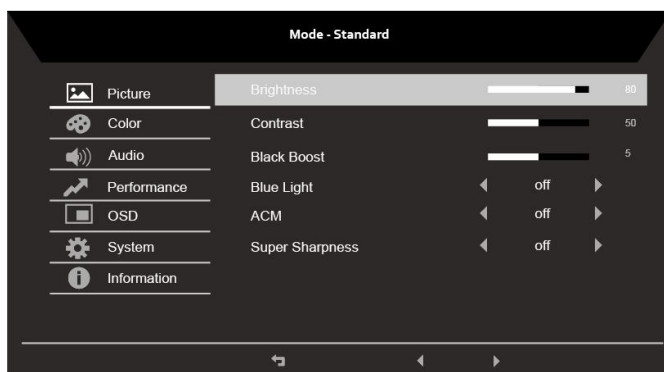 Mode - Standard
Picture
Brightness 80
Color
Contrast 50
Audio
Black Boost 5
Performance
Blue Light off
OSD
ACM off
System
Super Sharpness off
Information